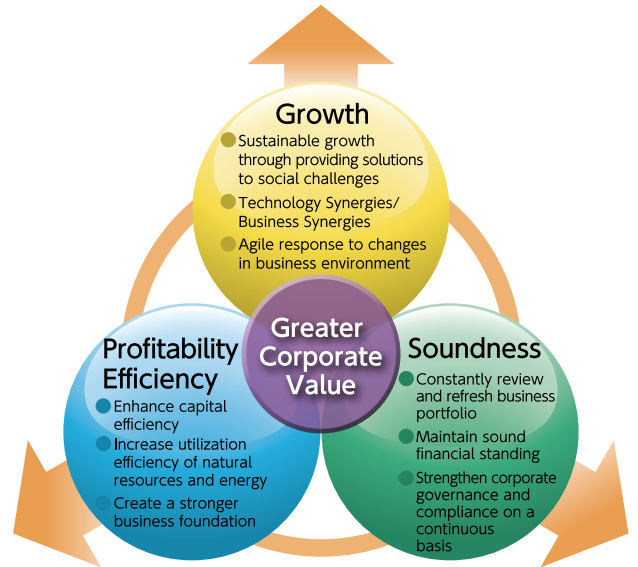 Growth
Sustainable growth
through providing solutions
to social challenges
Technology Synergies/
Business Synergies
Agile response to changes
in business environment
Greater
Corporate
Value
Profitability
Efficiency
Enhance capital
efficiency
Increase utilization
efficiency of natural
resources and energy
Create a stronger
business foundation
Soundness
Constantly review
and refresh business
portfolio
Maintain sound
financial standing
Strengthen corporate
governance and
compliance on a
continuous
basis